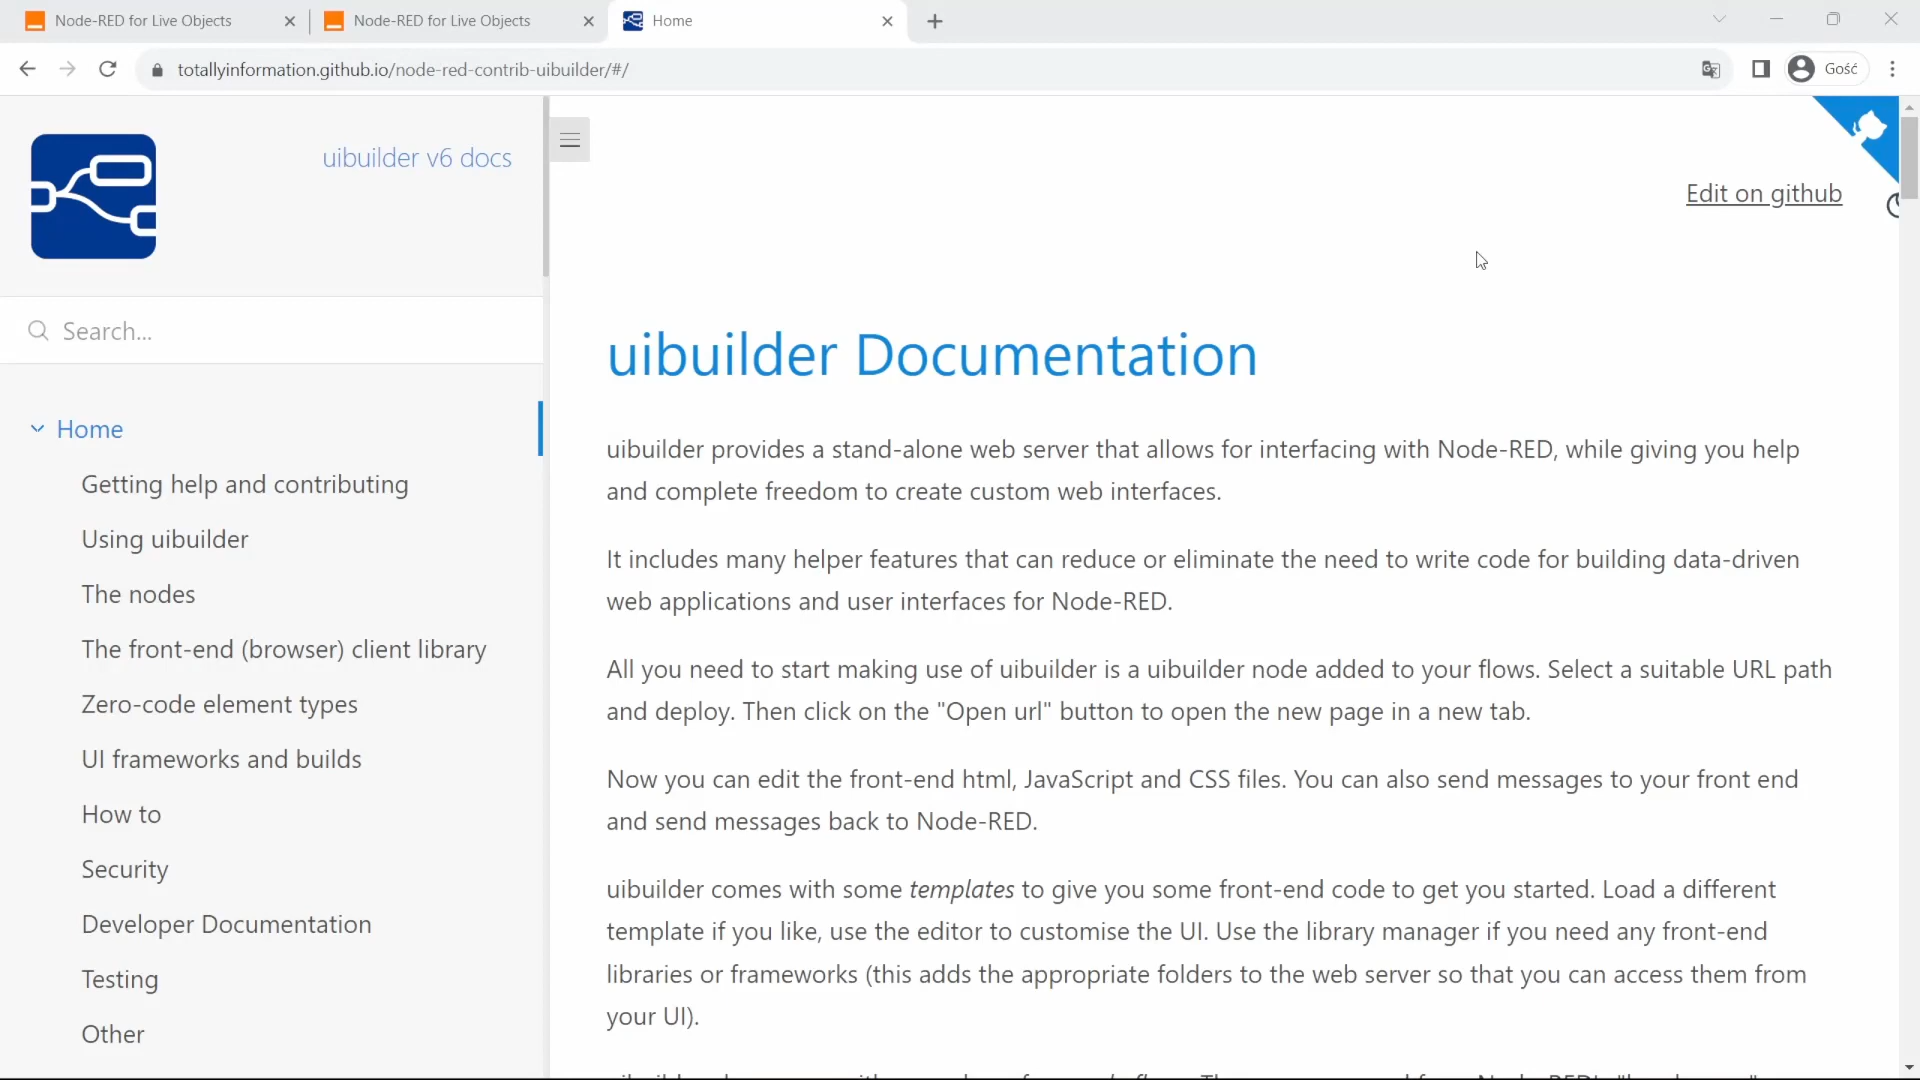 Node-RED for Live Objects
Node-RED for Live Objects
Home
totallyinformation.github.io/node-red-contrib-uibuilder/#/
Gość
uibuilder v6 docs
Search...
Home
Getting help and contributing
Using uibuilder
The nodes
The front-end (browser) client library
Zero-code element types
UI frameworks and builds
How to
Security
Developer Documentation
Testing
Other
Edit on github
uibuilder Documentation
uibuilder provides a stand-alone web server that allows for interfacing with Node-RED, while giving you help
and complete freedom to create custom web interfaces.
It includes many helper features that can reduce or eliminate the need to write code for building data-driven
web applications and user interfaces for Node-RED.
All you need to start making use of uibuilder is a uibuilder node added to your flows. Select a suitable URL path
and deploy. Then click on the "Open url" button to open the new page in a new tab.
Now you can edit the front-end html, JavaScript and CSS files. You can also send messages to your front end
and send messages back to Node-RED.
uibuilder comes with some templates to give you some front-end code to get you started. Load a different
template if you like, use the editor to customise the UI. Use the library manager if you need any front-end
libraries or frameworks (this adds the appropriate folders to the web server so that you can access them from
your UI).